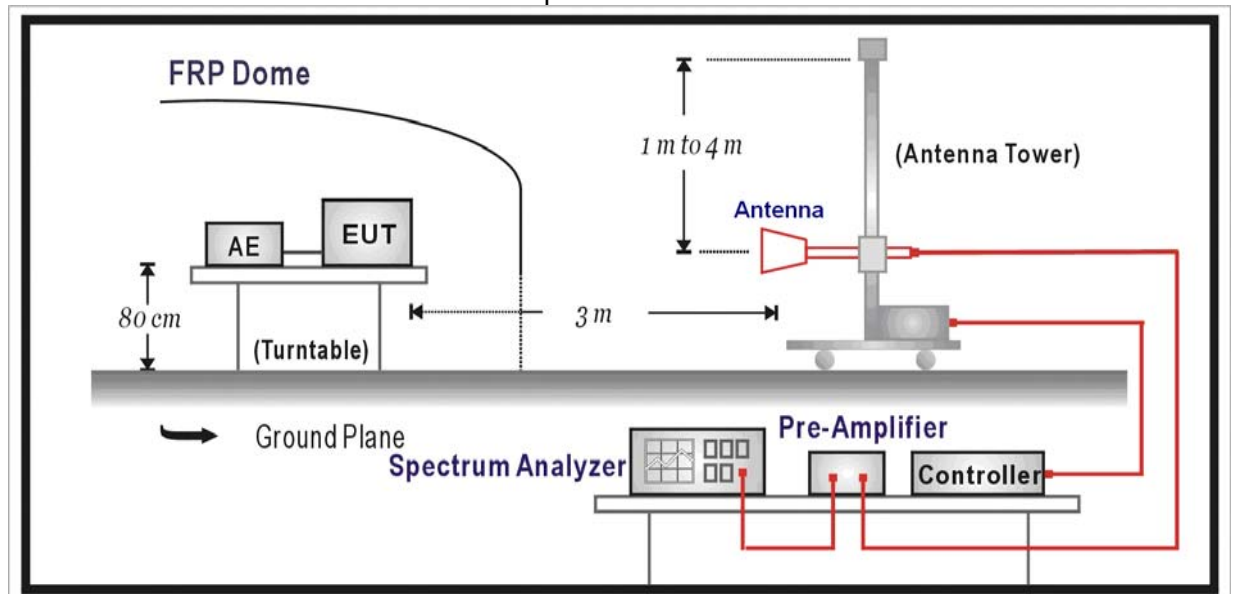 FRP Dome
1 m to 4 m
(Antenna Tower)
Antenna
AE
EUT
80 cm
3 m
(Turntable)
Ground Plane
Pre-Amplifier
Spectrum Analyzer
Controller